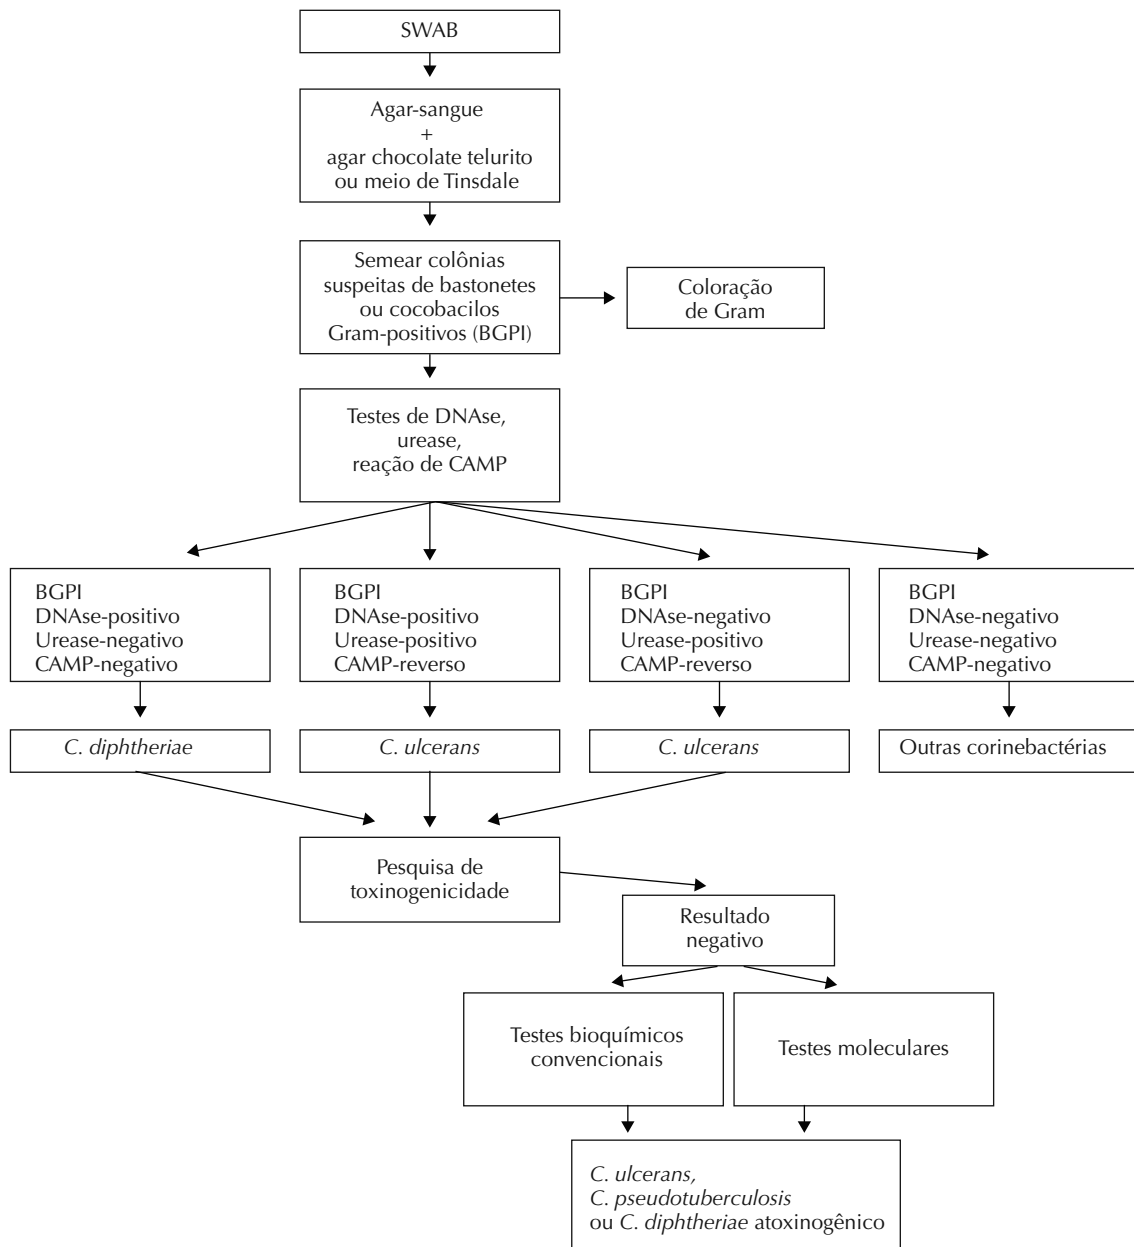 SWAB
Agar-sangue
+
agar chocolate telurito
ou meio de Tinsdale
Semear colônias
suspeitas de bastonetes
ou cocobacilos
Gram-positivos (BGPI)
Coloração
de Gram
Testes de DNAse,
urease,
reação de CAMP
BGPI
DNAse-positivo
Urease-negativo
CAMP-negativo
BGPI
DNAse-positivo
Urease-positivo
CAMP-reverso
BGPI
DNAse-negativo
Urease-positivo
CAMP-reverso
BGPI
DNAse-negativo
Urease-negativo
CAMP-negativo
C. diphtheriae
C. ulcerans
C. ulcerans
Outras corinebactérias
Pesquisa de
toxinogenicidade
Resultado
negativo
Testes bioquímicos
convencionais
Testes moleculares
C. ulcerans,
C. pseudotuberculosis
ou C. diphtheriae atoxinogênico